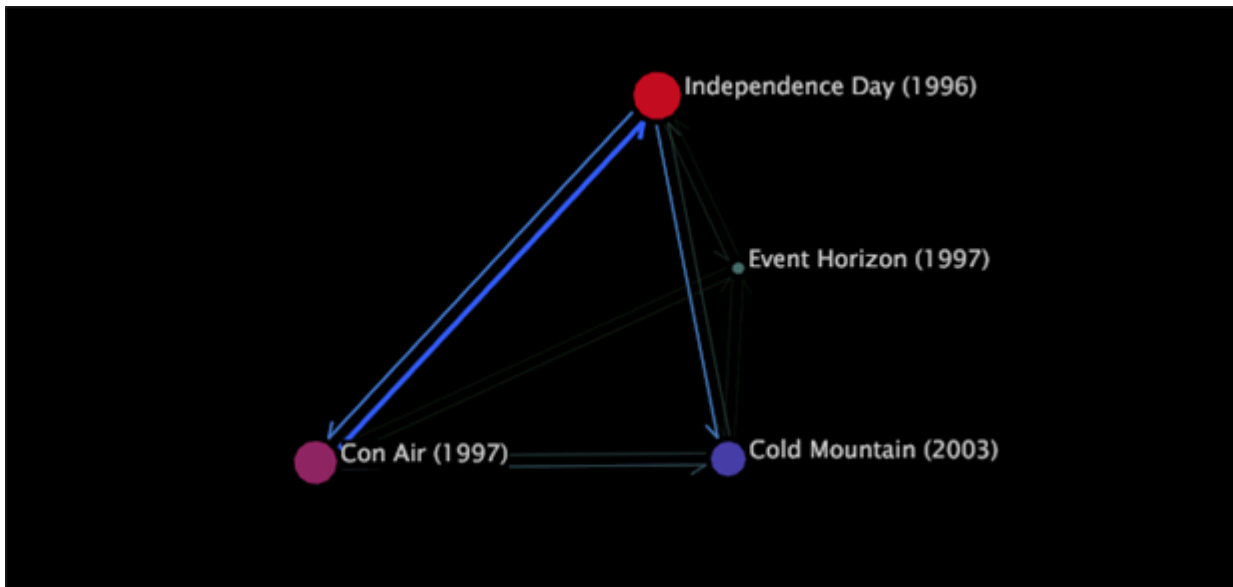 Independence Day (1996)
Event Horizon (1997)
Con Air (1997)
Cold Mountain (2003)